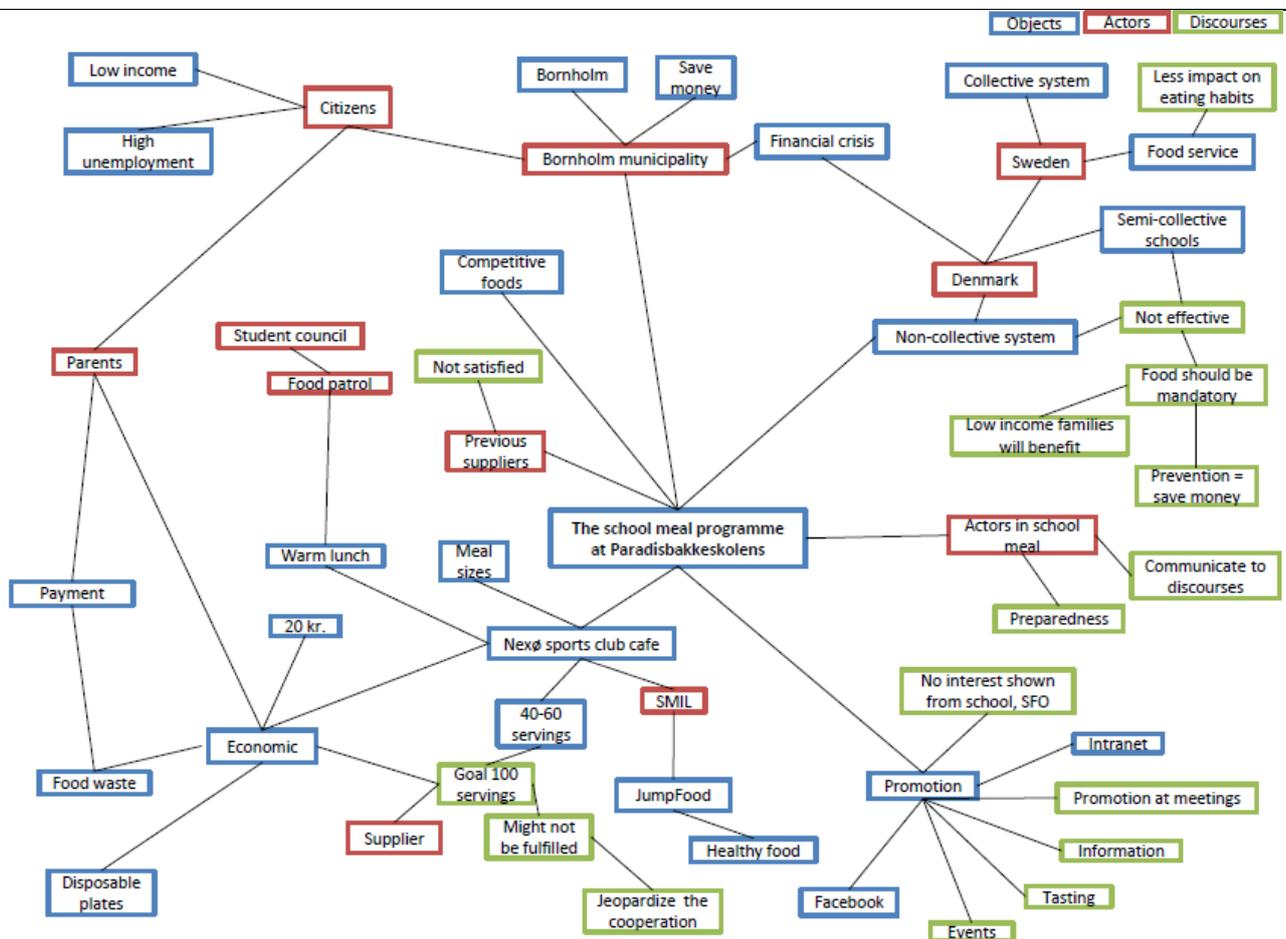 Objects
Actors
Discourses
Low income
Citizens
High
unemployment
Bornholm
Save
money
Bornholm municipality
Financial crisis
Collective system
Less impact on
eating habits
Sweden
Food service
Semi-collective
schools
Competitive
foods
Denmark
Student council
Parents
Food patrol
Not satisfied
Non-collective system
Not effective
Food should be
mandatory
Low income families
will benefit
Previous
suppliers
Prevention =
save money
The school meal programme
at Paradisbakkeskolens
Actors in school
meal
Communicate to
discourses
Preparedness
Warm lunch
Meal
sizes
Payment
20 kr.
Nexø sports club cafe
No interest shown
from school, SFO
SMIL
40-60
servings
Economic
Intranet
Food waste
Goal 100
servings
JumpFood
Promotion
Promotion at meetings
Supplier
Might not
be fulfilled
Healthy food
Information
Disposable
plates
Jeopardize the
cooperation
Facebook
Tasting
Events